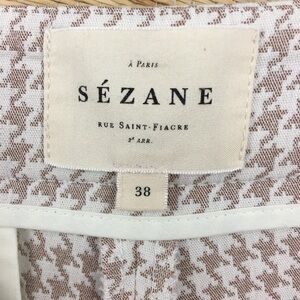 À PARIS
SÉZANE
RUE SAINT-FIACRE
2e ARR.
38